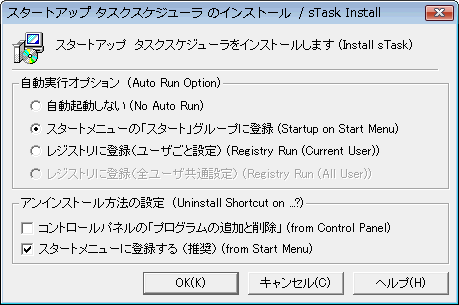 スタートアップ タスクスケジューラ のインストール / sTask Install
スタートアップ タスクスケジューラをインストールします (Install sTask)
自動実行オプション (Auto Run Option)
自動起動しない (No Auto Run)
スタートメニューの「スタート」グループに登録 (Startup on Start Menu)
レジストリに登録(ユーザごと設定) (Registry Run (Current User))
レジストリに登録(全ユーザ共通設定) (Registry Run (All User))
アンインストール方法の設定 (Uninstall Shortcut on ...?)
コントロールパネルの「プログラムの追加と削除」 (from Control Panel)
スタートメニューに登録する (推奨) (from Start Menu)
OK(K) キャンセル(C) ヘルプ(H)